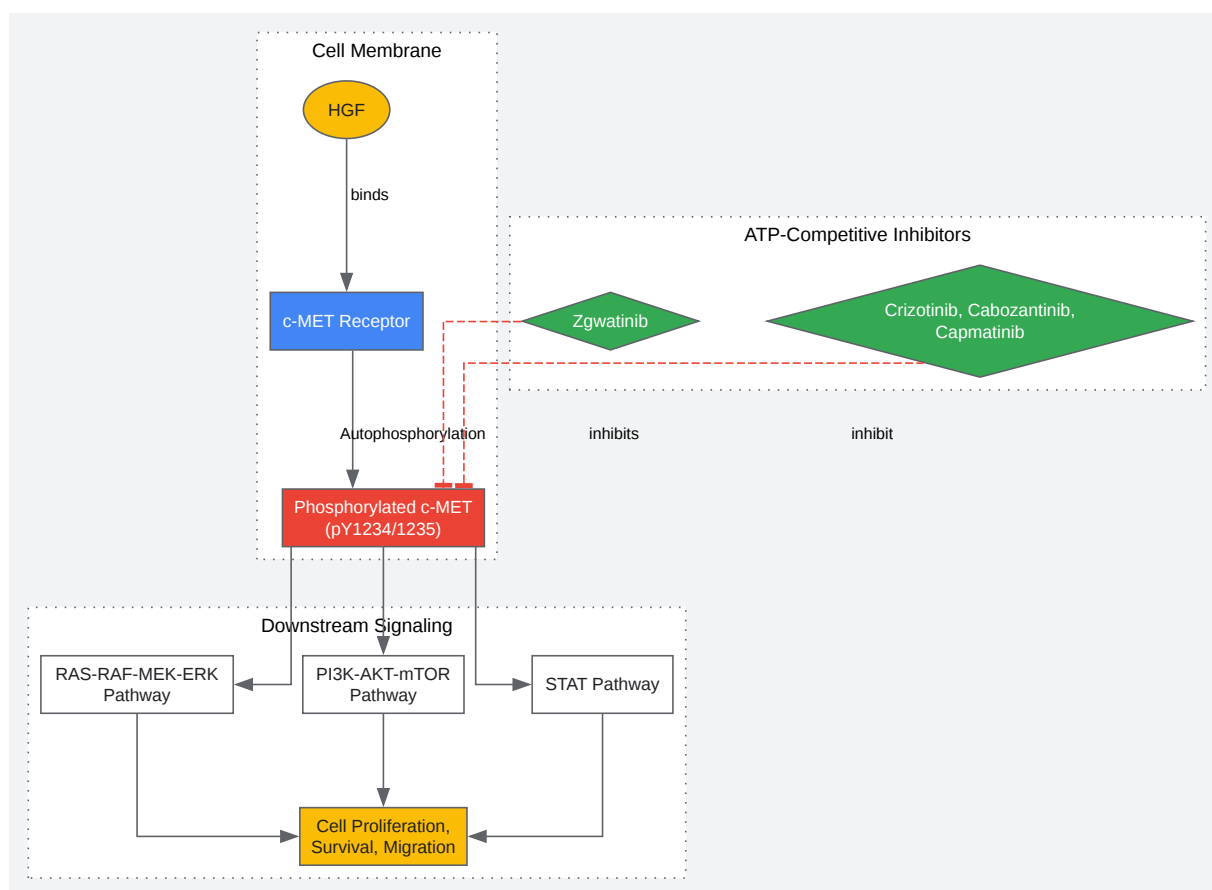 Cell Membrane
HGF
binds
ATP-Competitive Inhibitors
c-MET Receptor
Zgwatinib
Crizotinib, Cabozantinib,
Capmatinib
Autophosphorylation
inhibits
inhibit
Phosphorylated c-MET
(pY1234/1235)
Downstream Signaling
RAS-RAF-MEK-ERK
Pathway
PI3K-AKT-mTOR
Pathway
STAT Pathway
Cell Proliferation,
Survival, Migration